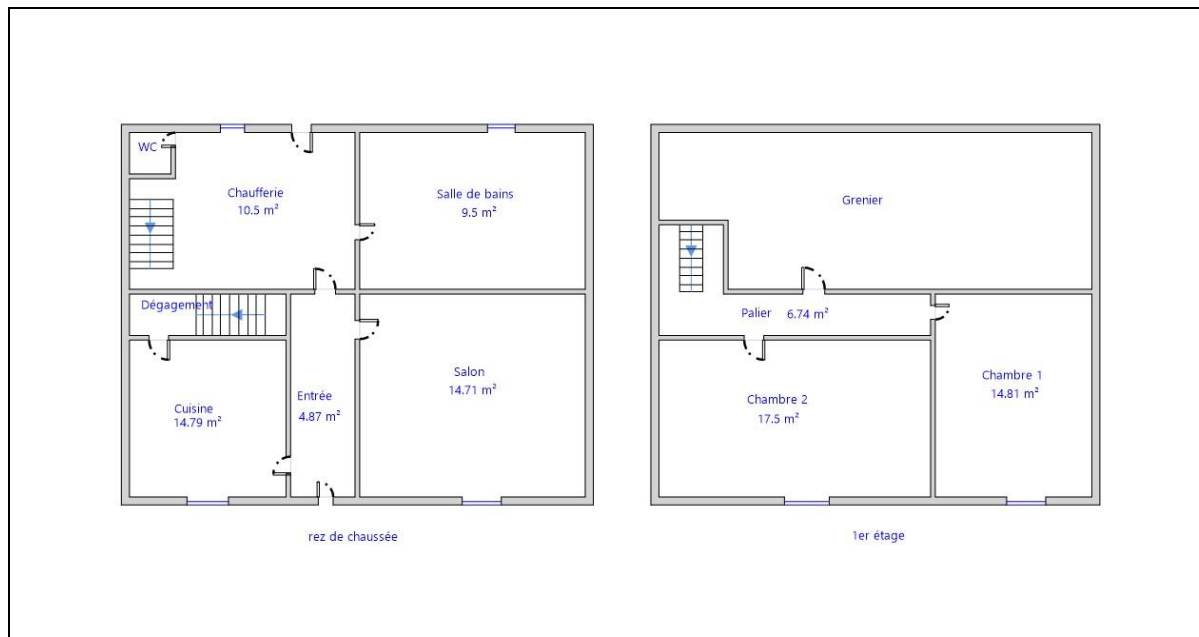 WC
Chaufferie
10.5 m²
Salle de bains
9.5 m²
Dégagement
Cuisine
14.79 m²
Entrée
4.87 m²
Salon
14.71 m²
rez de chaussée
Grenier
Palier 6.74 m²
Chambre 2
17.5 m²
Chambre 1
14.81 m²
1er étage